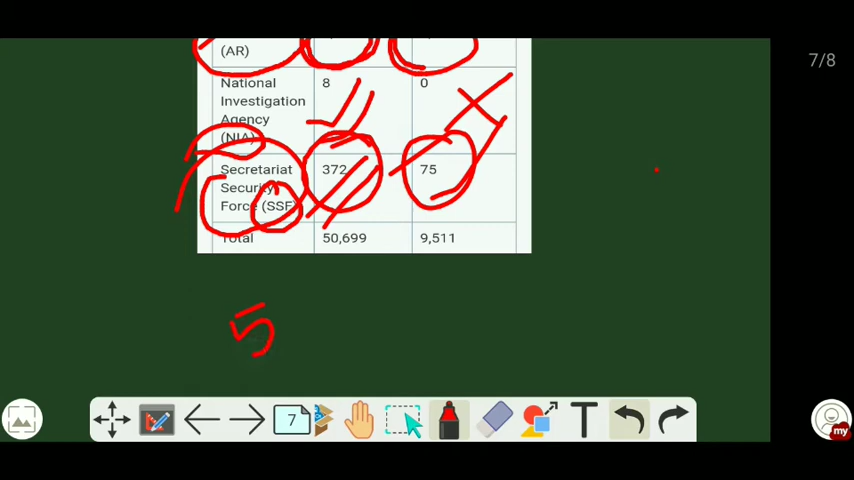 7/8
(AR)
National 8 0
Investigation
Agency
(NIA)
Secretariat 372 75
Security
Force (SSF
Total 50,699 9,511
5
7 T
my